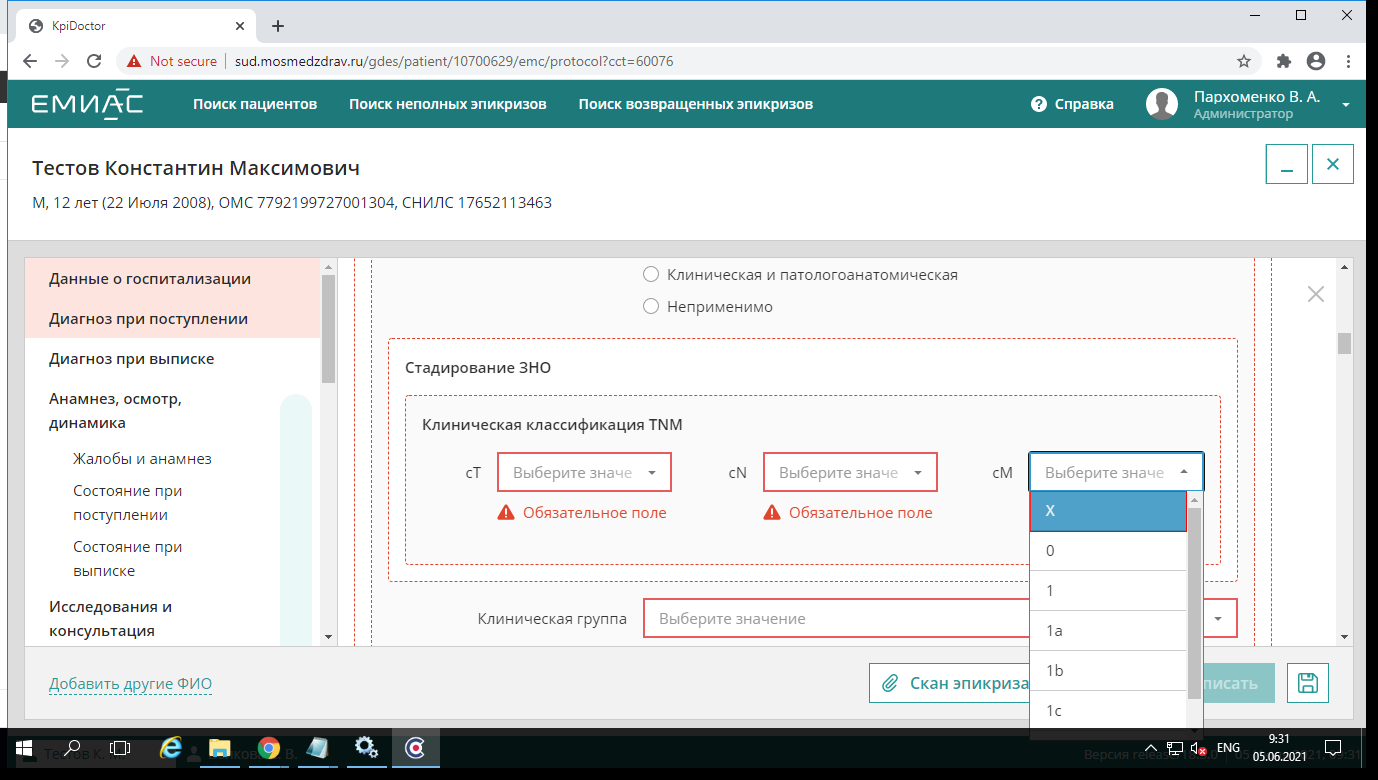 KpiDoctor
Not secure
sud.mosmedzdrav.ru/gdes/patient/10700629/emc/protocol?cct=60076
ЕМИАС
Поиск пациентов
Поиск неполных эпикризов
Поиск возвращенных эпикризов
Справка
Пархоменко В. А.
Администратор
Тестов Константин Максимович
М, 12 лет (22 Июля 2008), ОМС 7792199727001304, СНИЛС 17652113463
Данные о госпитализации
Диагноз при поступлении
Диагноз при выписке
Анамнез, осмотр,
динамика
Жалобы и анамнез
Состояние при
поступлении
Состояние при
выписке
Исследования и
консультация
Клиническая и патологоанатомическая
Неприменимо
Стадирование ЗНО
Клиническая классификация TNM
cT
Выберите значе
Обязательное поле
cN
Выберите значе
Обязательное поле
cM
Выберите значе
X
0
1
1a
1b
1c
Клиническая группа
Выберите значение
Добавить другие ФИО
Скан эпикриза
писать
Тестов К. М.
Версия release
ENG
9:31
05.06.2021